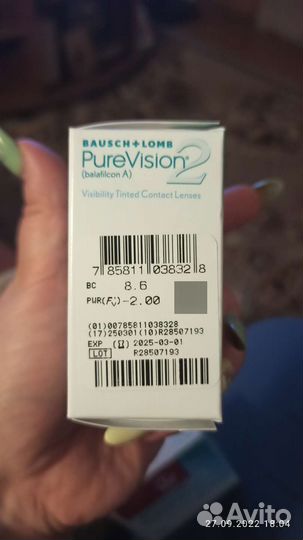 BAUSCH+LOMB
PureVision®2
(balafilcon A)
Visibility Tinted Contact Lenses
7 85811 03832 8
BC 8.6
PWR(F'v)-2.00
(01)00785811038328
(17)250301(10)R28507193
EXP 2025-03-01
LOT R28507193
Avito
27.09.2022 18:04